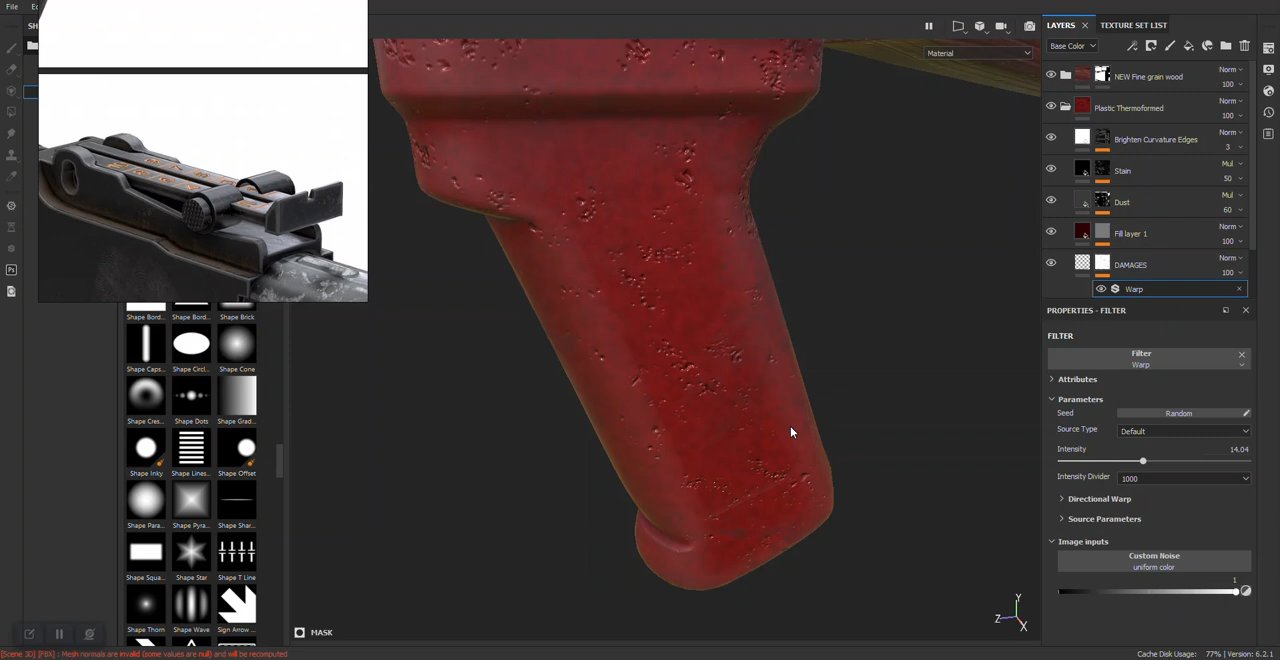 File
LAYERS
TEXTURE SET LIST
Base Color
Material
NEW Fine grain wood
Norm
100
Plastic Thermoformed
Norm
100
Brighten Curvature Edges
Norm
3
Stain
Mul
50
Dust
Mul
60
Fill layer 1
Norm
100
DAMAGES
Norm
100
Warp
PROPERTIES - FILTER
FILTER
Filter
Warp
Attributes
Parameters
Seed
Random
Source Type
Default
Intensity
14.04
Intensity Divider
1000
Directional Warp
Source Parameters
Image inputs
Custom Noise
uniform color
1
Shape Bord...
Shape Bord...
Shape Brick
Shape Caps...
Shape Circl...
Shape Cone
Shape Cres...
Shape Dots
Shape Grad...
Shape Inky
Shape Lines...
Shape Offset
Shape Para...
Shape Pyra...
Shape Shar...
Shape Squa...
Shape Star
Shape T Line
Shape Thorn
Shape Wave
Sign Arrow ...
Ps
MASK
Y
Z
X
[Scene 3D] [FBX] : Mesh normals are invalid (some values are null) and will be recomputed
Cache Disk Usage: 77% | Version: 6.2.1